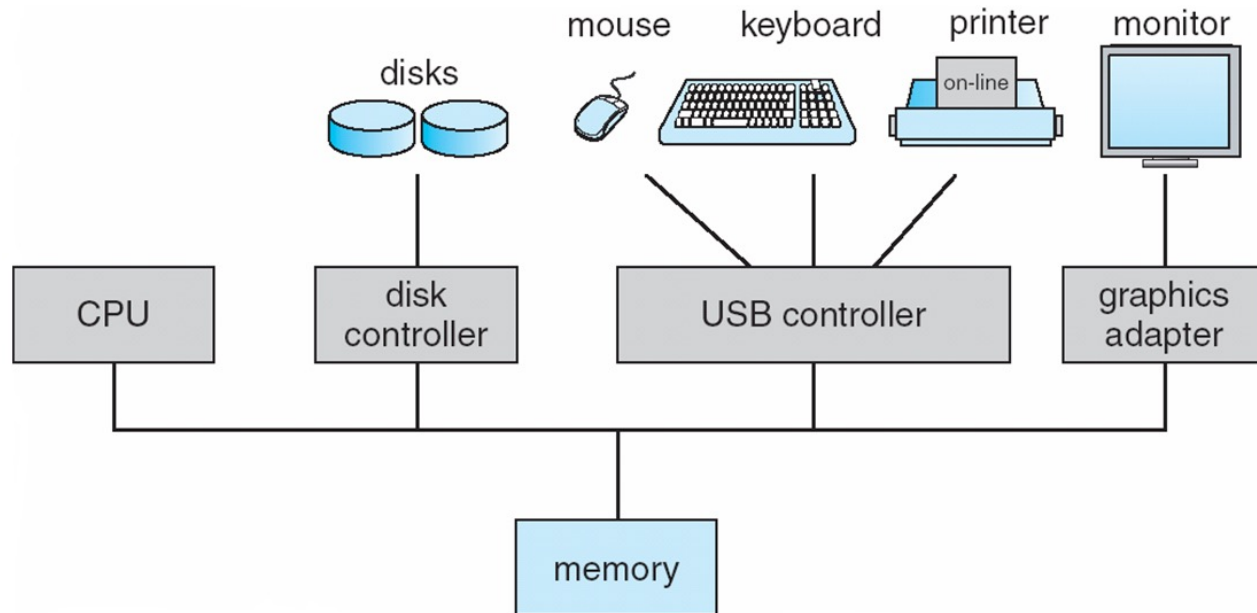 mouse
keyboard
printer
monitor
disks
on-line
CPU
disk
controller
USB controller
graphics
adapter
memory